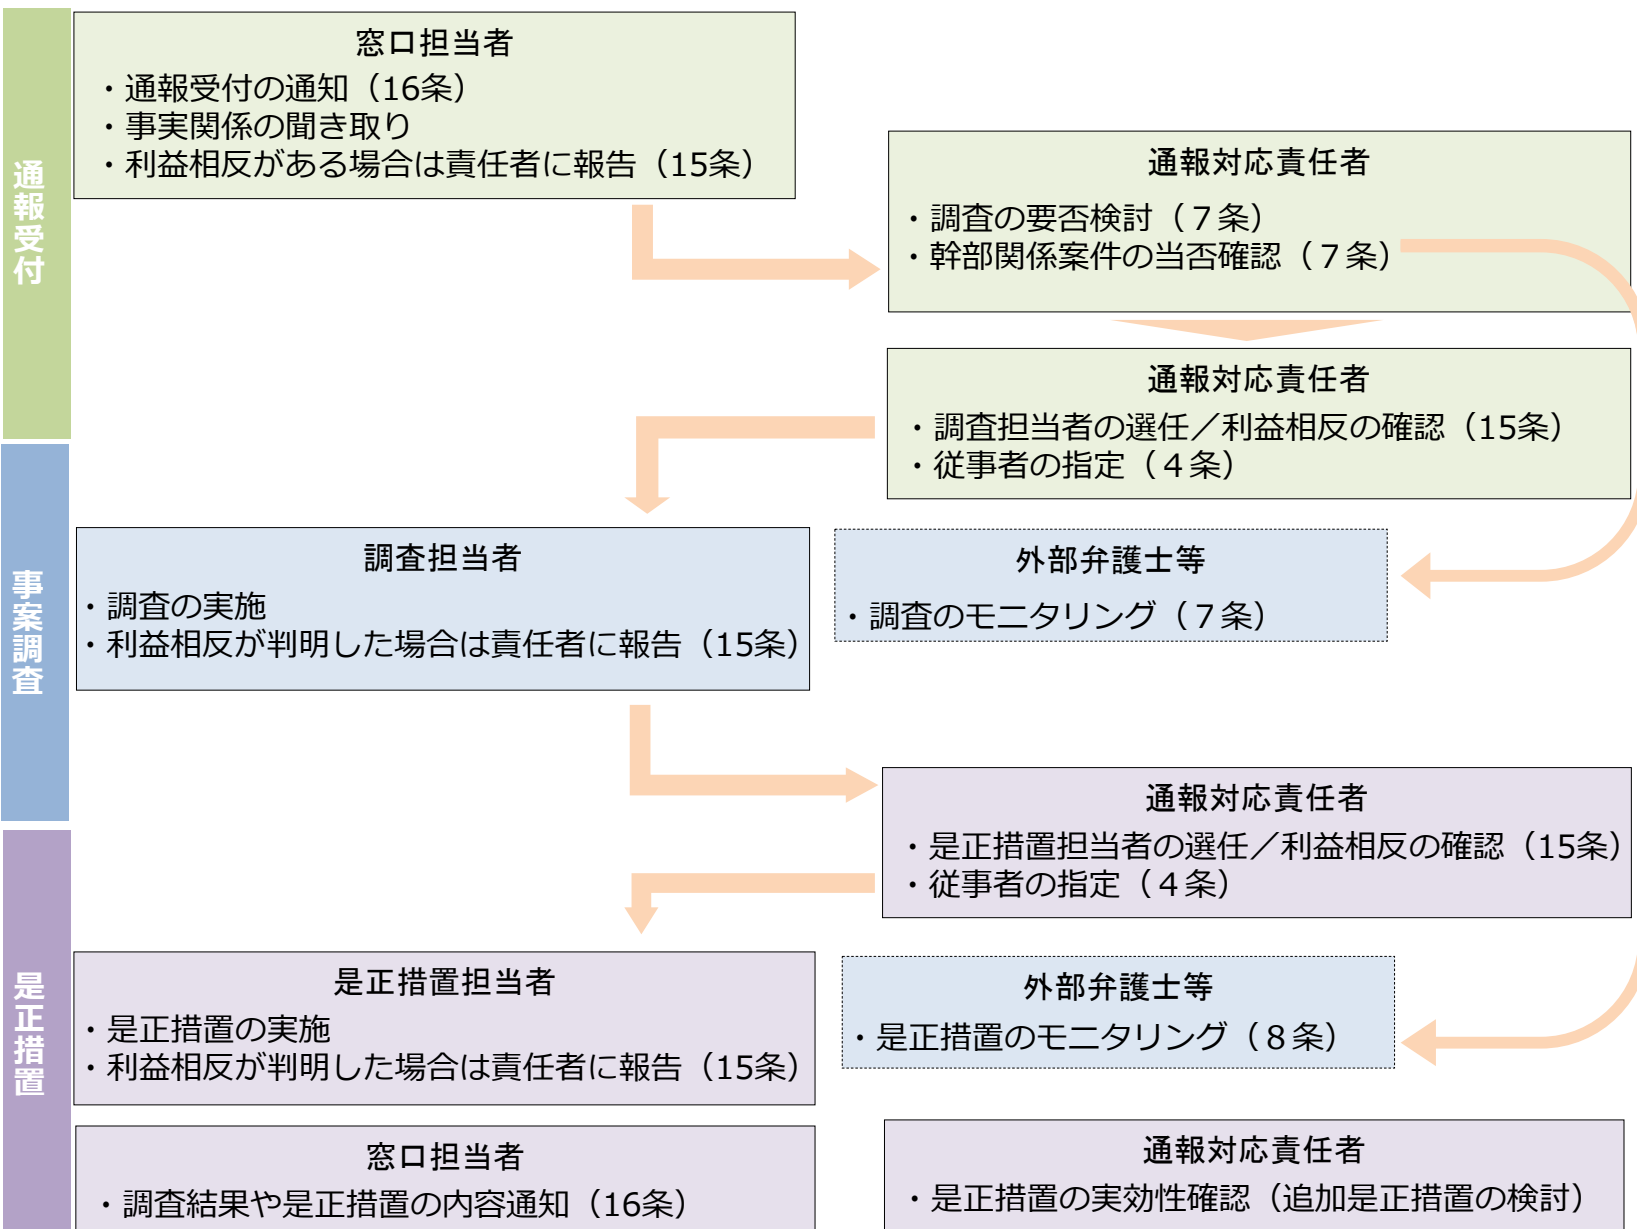 通報受付
窓口担当者
・通報受付の通知（16条）
・事実関係の聞き取り
・利益相反がある場合は責任者に報告（15条）
通報対応責任者
・調査の要否検討（７条）
・幹部関係案件の当否確認（７条）
通報対応責任者
・調査担当者の選任／利益相反の確認（15条）
・従事者の指定（４条）
事案調査
調査担当者
・調査の実施
・利益相反が判明した場合は責任者に報告（15条）
外部弁護士等
・調査のモニタリング（７条）
通報対応責任者
・是正措置担当者の選任／利益相反の確認（15条）
・従事者の指定（４条）
是正措置
是正措置担当者
・是正措置の実施
・利益相反が判明した場合は責任者に報告（15条）
外部弁護士等
・是正措置のモニタリング（８条）
窓口担当者
・調査結果や是正措置の内容通知（16条）
通報対応責任者
・是正措置の実効性確認（追加是正措置の検討）